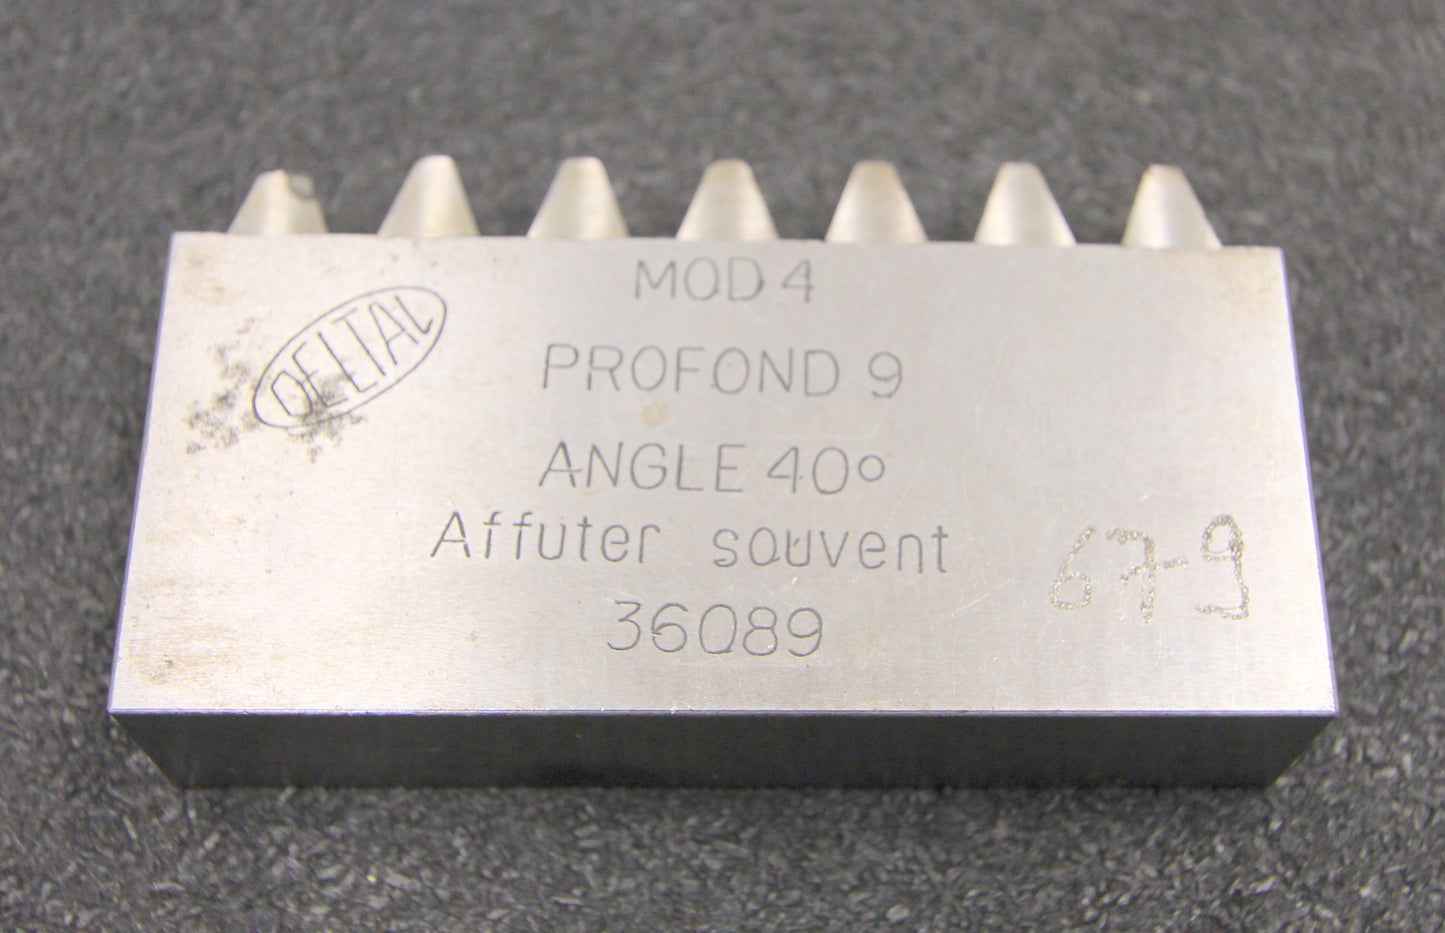 MOD 4
DELTAL
PROFOND 9
ANGLE 40°
Affuter souvent
67-9
36089